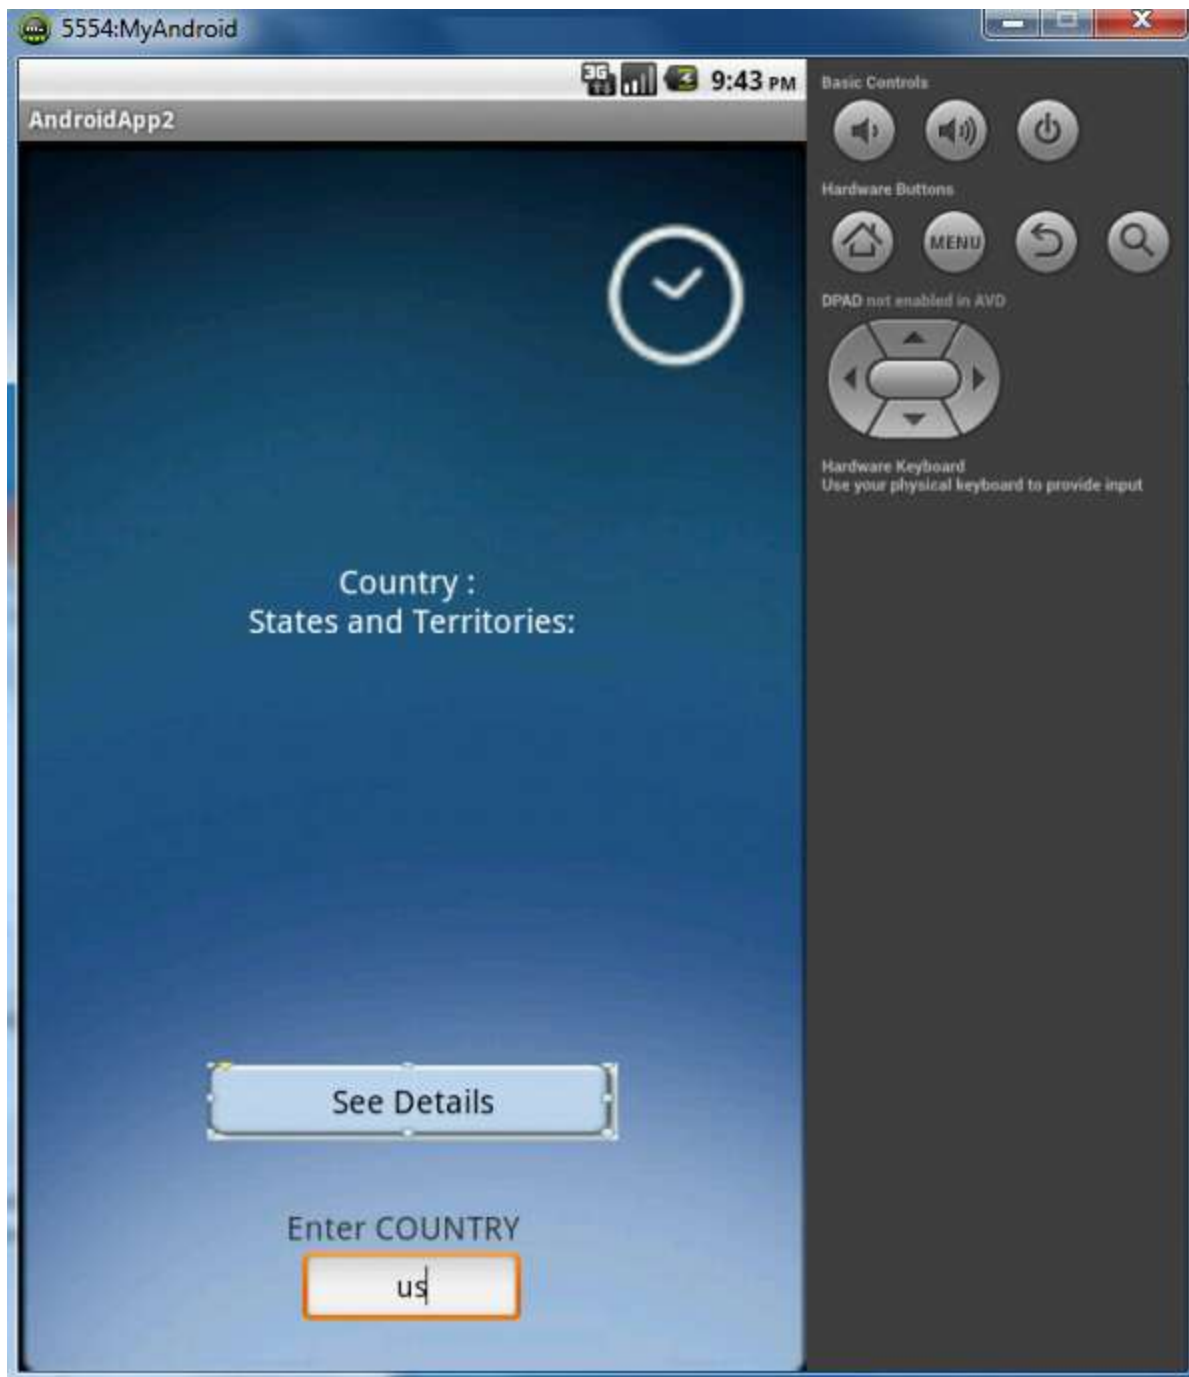 5554:MyAndroid
3G
9:43 PM
AndroidApp2
Country :
States and Territories:
See Details
Enter COUNTRY
us
Basic Controls
Hardware Buttons
MENU
DPAD not enabled in AVD
Hardware Keyboard
Use your physical keyboard to provide input